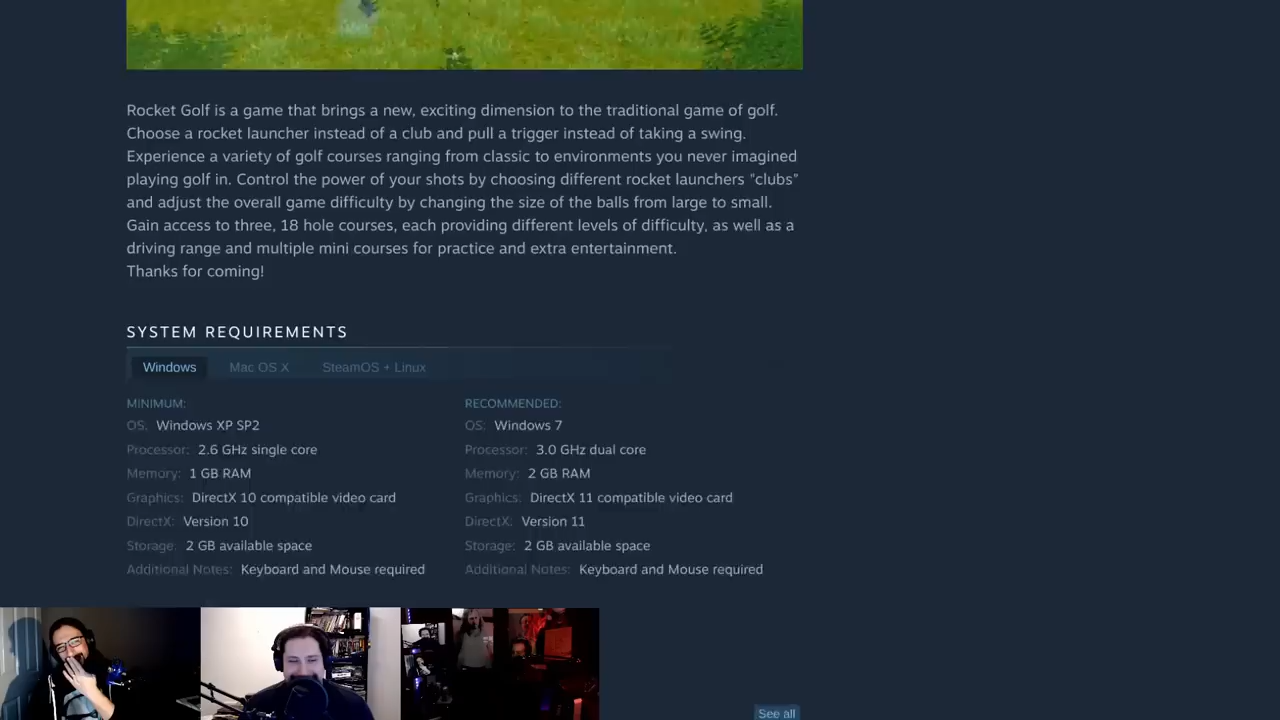 Rocket Golf is a game that brings a new, exciting dimension to the traditional game of golf.
Choose a rocket launcher instead of a club and pull a trigger instead of taking a swing.
Experience a variety of golf courses ranging from classic to environments you never imagined
playing golf in. Control the power of your shots by choosing different rocket launchers "clubs"
and adjust the overall game difficulty by changing the size of the balls from large to small.
Gain access to three, 18 hole courses, each providing different levels of difficulty, as well as a
driving range and multiple mini courses for practice and extra entertainment.
Thanks for coming!
SYSTEM REQUIREMENTS
Windows Mac OS X SteamOS + Linux
MINIMUM:
OS: Windows XP SP2
Processor: 2.6 GHz single core
Memory: 1 GB RAM
Graphics: DirectX 10 compatible video card
DirectX: Version 10
Storage: 2 GB available space
Additional Notes: Keyboard and Mouse required
RECOMMENDED:
OS: Windows 7
Processor: 3.0 GHz dual core
Memory: 2 GB RAM
Graphics: DirectX 11 compatible video card
DirectX: Version 11
Storage: 2 GB available space
Additional Notes: Keyboard and Mouse required
See all